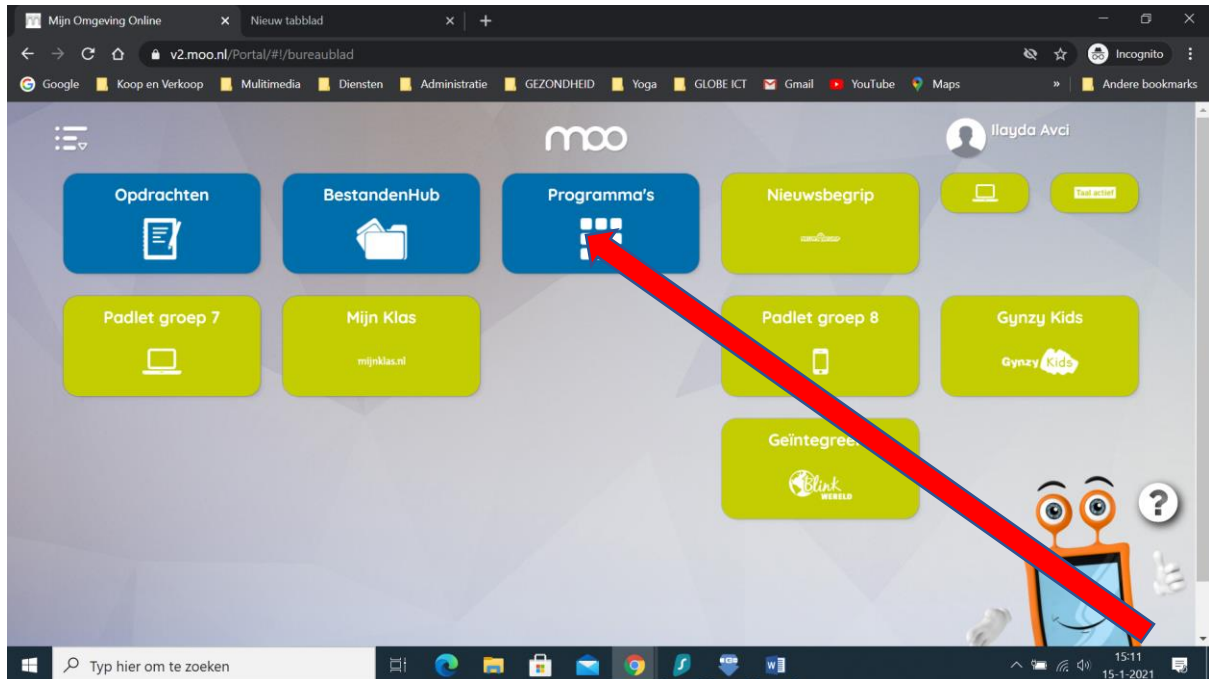 Mijn Omgeving Online
Nieuw tabblad
v2.moo.nl/Portal/#!/bureaublad
Incognito
Google
Koop en Verkoop
Mulitimedia
Diensten
Administratie
GEZONDHEID
Yoga
GLOBE ICT
Gmail
YouTube
Maps
»
Andere bookmarks
moo
Ilayda Avci
Opdrachten
BestandenHub
Programma's
Nieuwsbegrip
Taal actief
Padlet groep 7
Mijn Klas
mijnklas.nl
Padlet groep 8
Gynzy Kids
Gynzy Kids
Blink
WERELD
?
Typ hier om te zoeken
15:11
15-1-2021